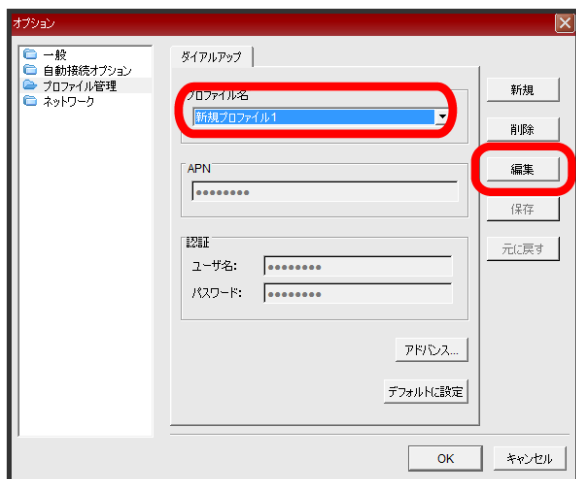 オプション
一般
自動接続オプション
プロファイル管理
ネットワーク
ダイアルアップ
プロファイル名
新規プロファイル1
APN
●●●●●●●●
認証
ユーザ名: ●●●●●●●●
パスワード: ●●●●●●●●
アドバンス...
デフォルトに設定
新規
削除
編集
保存
元に戻す
OK
キャンセル